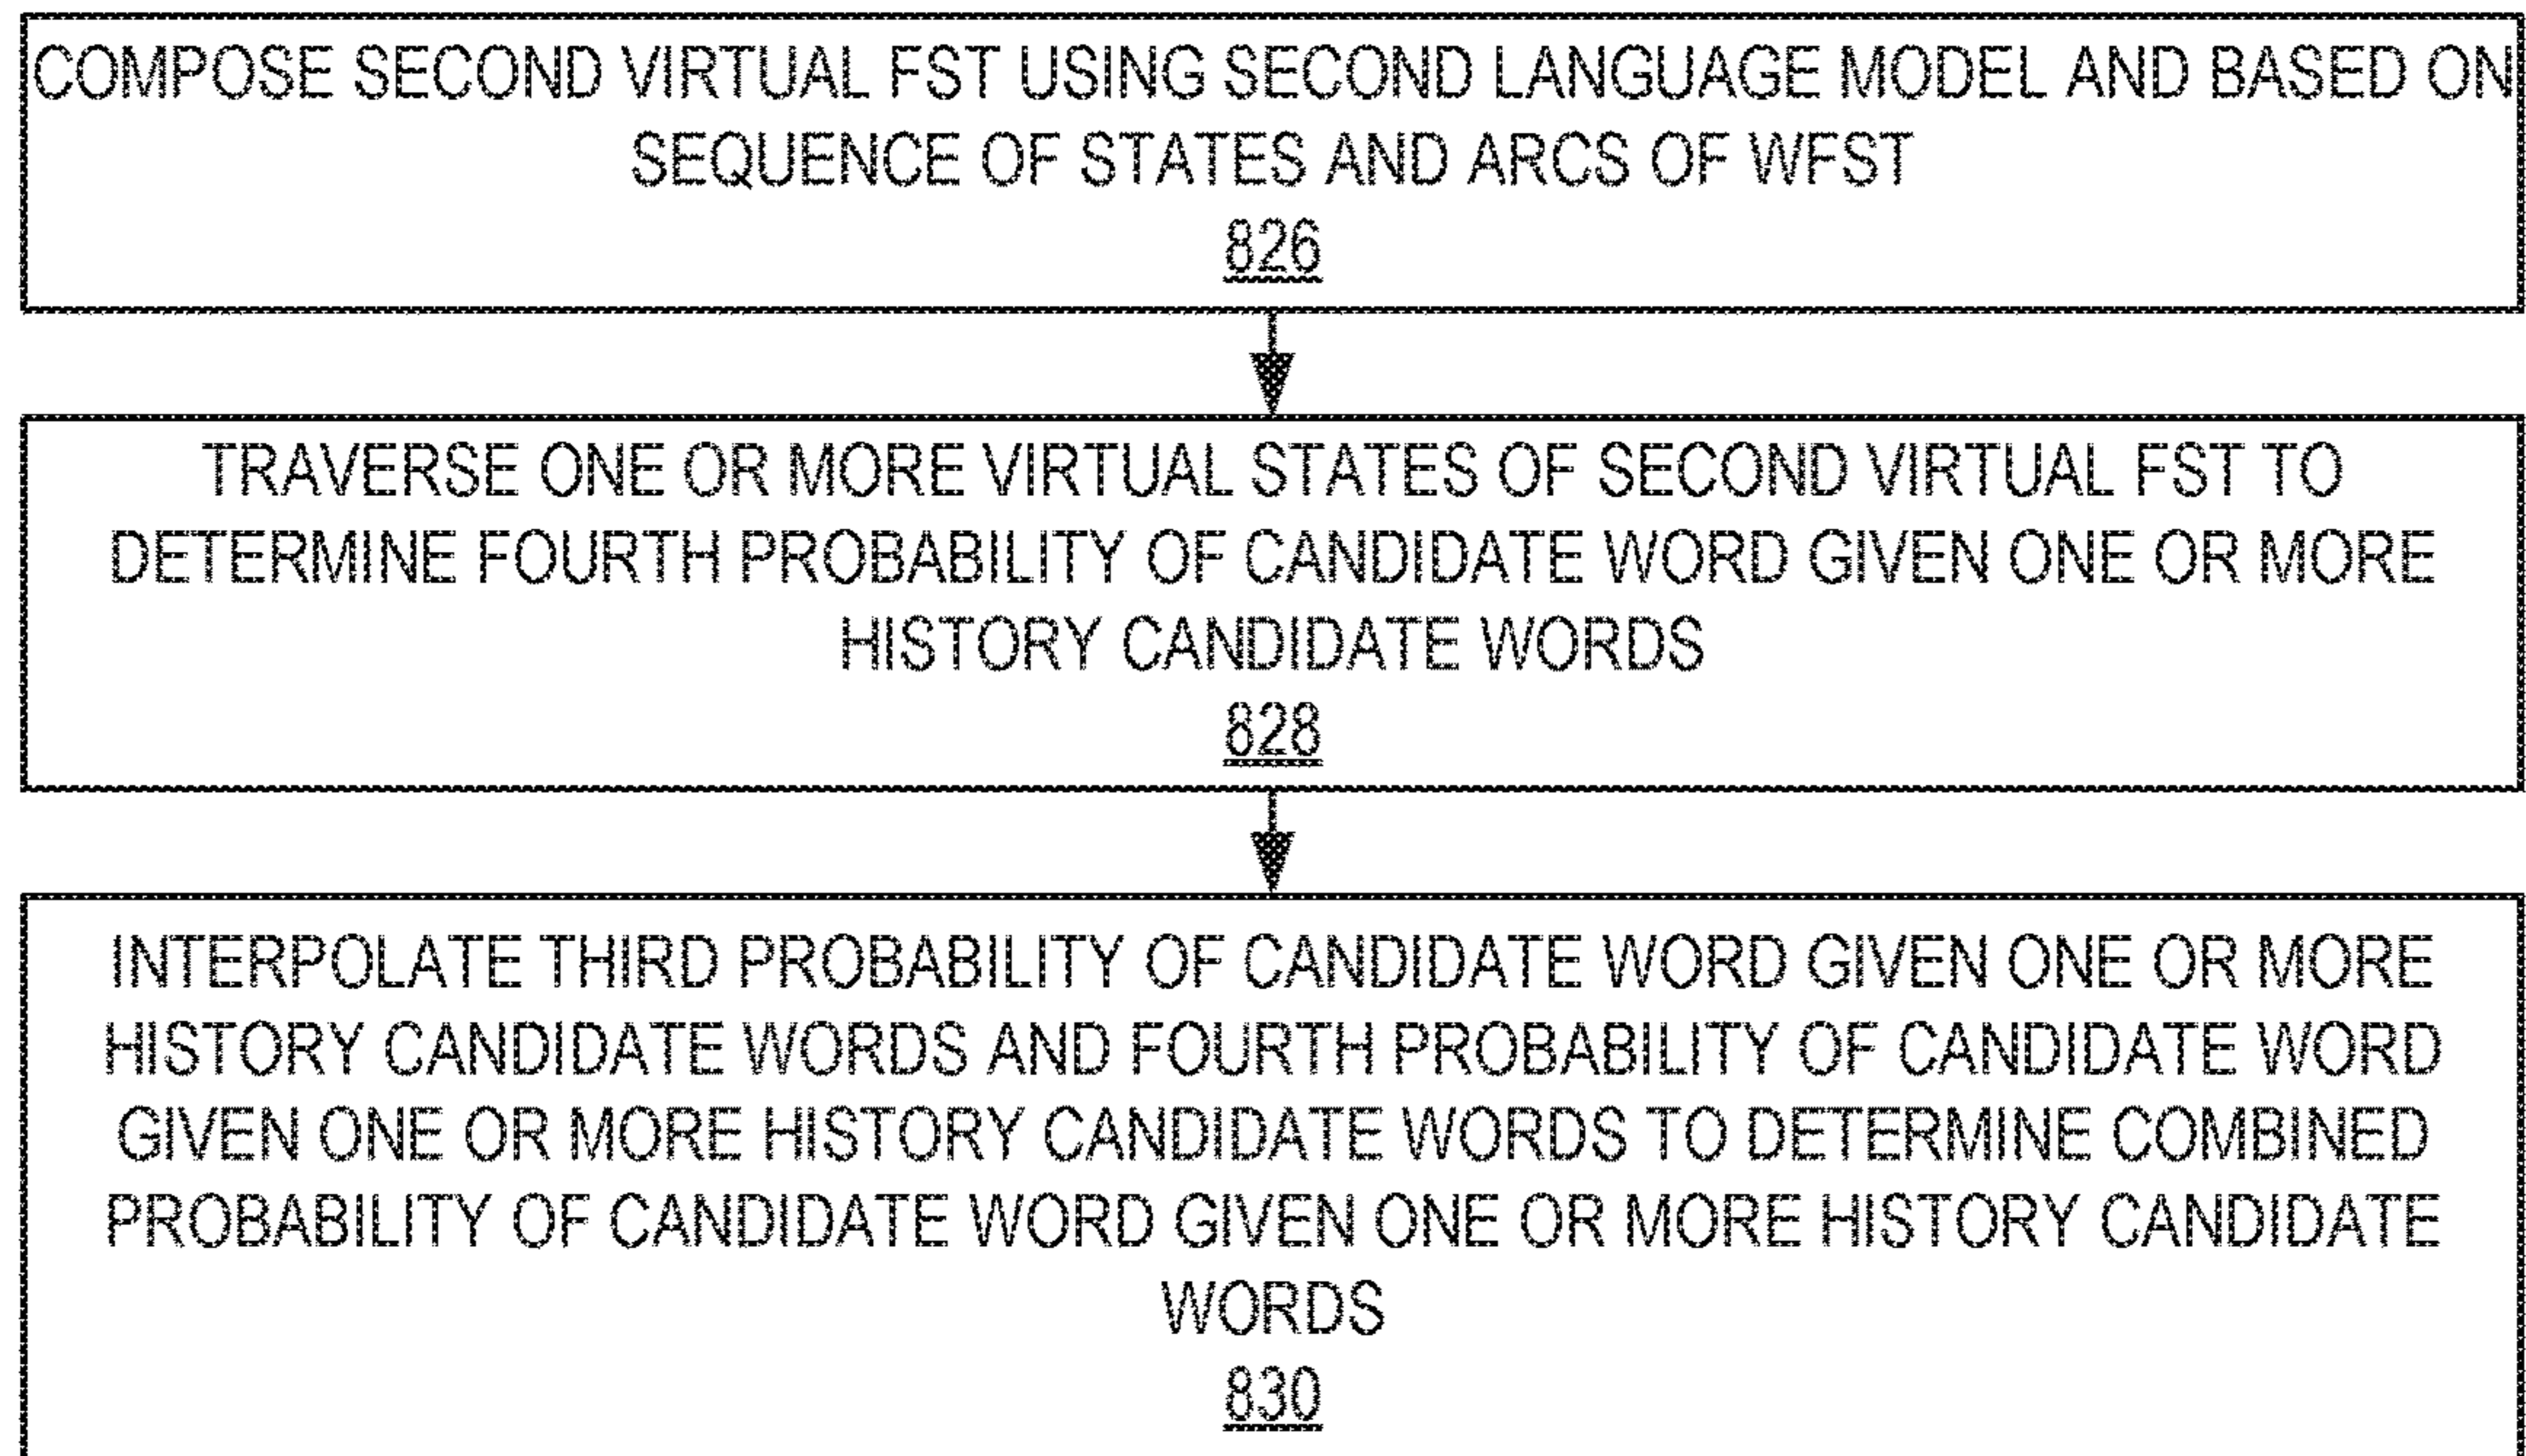 COMPOSE SECOND VIRTUAL FST USING SECOND LANGUAGE MODEL AND BASED ON
SEQUENCE OF STATES AND ARCS OF WFST
826
TRAVERSE ONE OR MORE VIRTUAL STATES OF SECOND VIRTUAL FST TO
DETERMINE FOURTH PROBABILITY OF CANDIDATE WORD GIVEN ONE OR MORE
HISTORY CANDIDATE WORDS
828
INTERPOLATE THIRD PROBABILITY OF CANDIDATE WORD GIVEN ONE OR MORE
HISTORY CANDIDATE WORDS AND FOURTH PROBABILITY OF CANDIDATE WORD
GIVEN ONE OR MORE HISTORY CANDIDATE WORDS TO DETERMINE COMBINED
PROBABILITY OF CANDIDATE WORD GIVEN ONE OR MORE HISTORY CANDIDATE
WORDS
830